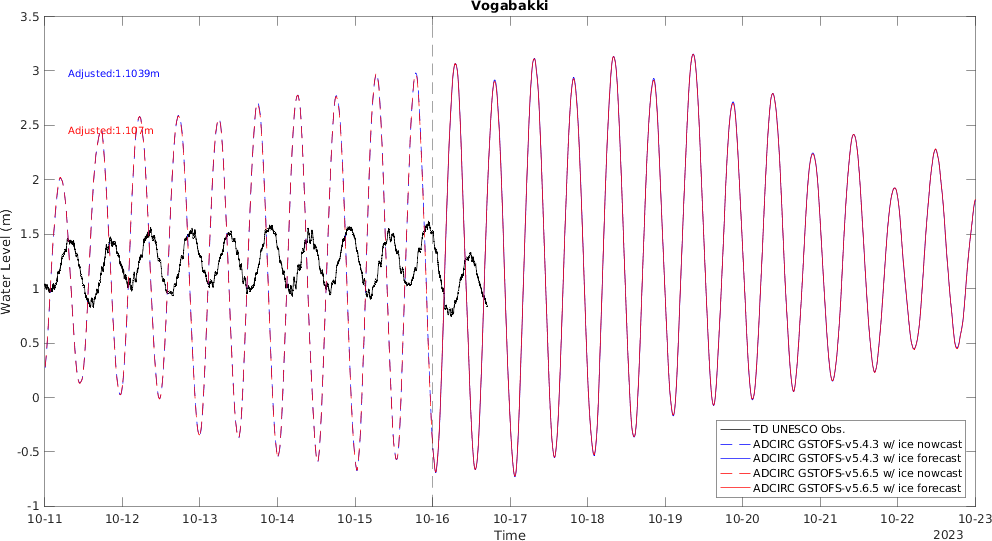 Vogabakki
3.5
3
2.5
2
1.5
1
0.5
0
-0.5
-1
Water Level (m)
Adjusted:1.1039m
Adjusted:1.107m
TD UNESCO Obs.
ADCIRC GSTOFS-v5.4.3 w/ ice nowcast
ADCIRC GSTOFS-v5.4.3 w/ ice forecast
ADCIRC GSTOFS-v5.6.5 w/ ice nowcast
ADCIRC GSTOFS-v5.6.5 w/ ice forecast
10-11 10-12 10-13 10-14 10-15 10-16 10-17 10-18 10-19 10-20 10-21 10-22 10-23
Time
2023